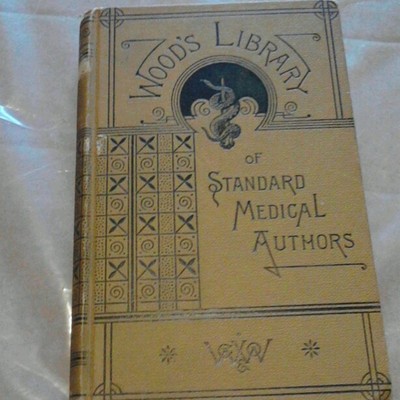 WOOD'S LIBRARY
OF
STANDARD
MEDICAL
AUTHORS